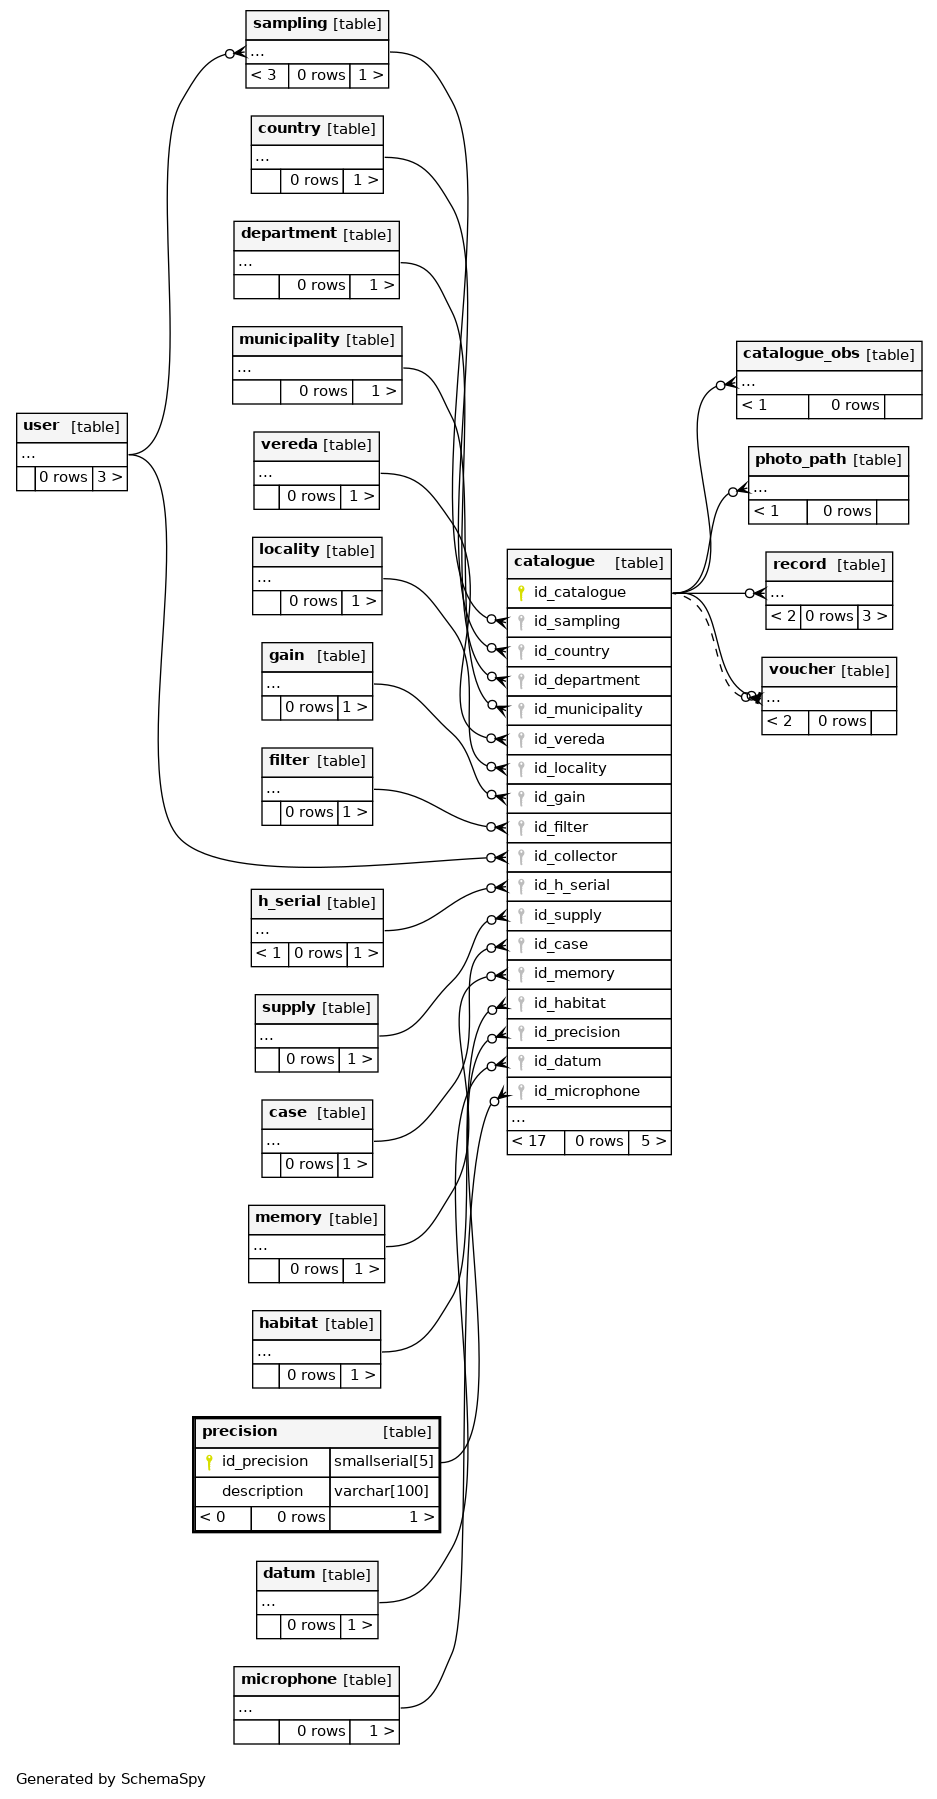 sampling [table]
...
< 3 0 rows 1 >
country [table]
...
0 rows 1 >
department [table]
...
0 rows 1 >
municipality [table]
...
0 rows 1 >
vereda [table]
...
0 rows 1 >
locality [table]
...
0 rows 1 >
gain [table]
...
0 rows 1 >
filter [table]
...
0 rows 1 >
user [table]
...
0 rows 3 >
h_serial [table]
...
< 1 0 rows 1 >
supply [table]
...
0 rows 1 >
case [table]
...
0 rows 1 >
memory [table]
...
0 rows 1 >
habitat [table]
...
0 rows 1 >
precision [table]
id_precision smallserial[5]
description varchar[100]
< 0 0 rows 1 >
datum [table]
...
0 rows 1 >
microphone [table]
...
0 rows 1 >
catalogue [table]
id_catalogue
id_sampling
id_country
id_department
id_municipality
id_vereda
id_locality
id_gain
id_filter
id_collector
id_h_serial
id_supply
id_case
id_memory
id_habitat
id_precision
id_datum
id_microphone
...
< 17 0 rows 5 >
catalogue_obs [table]
...
< 1 0 rows
photo_path [table]
...
< 1 0 rows
record [table]
...
< 2 0 rows 3 >
voucher [table]
...
< 2 0 rows
Generated by SchemaSpy